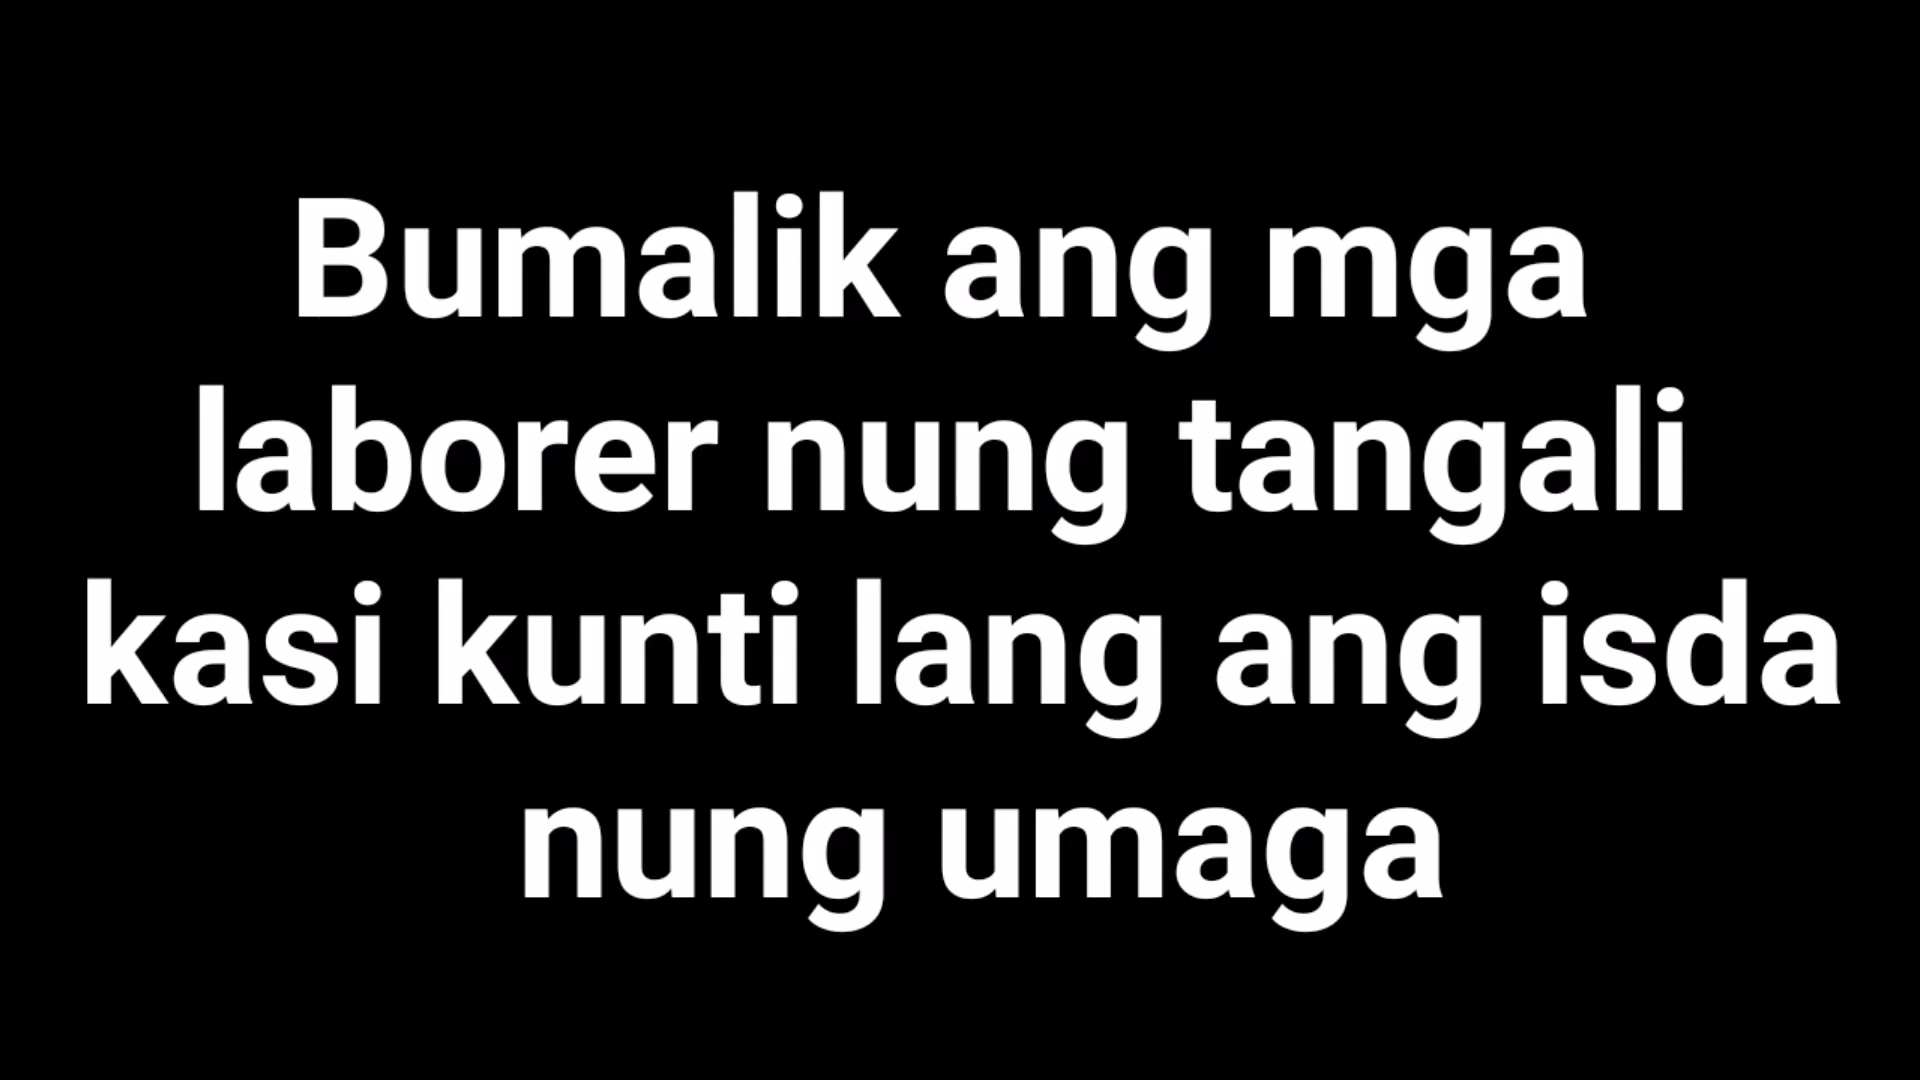 Bumalik ang mga
laborer nung tangali
kasi kunti lang ang isda
nung umaga